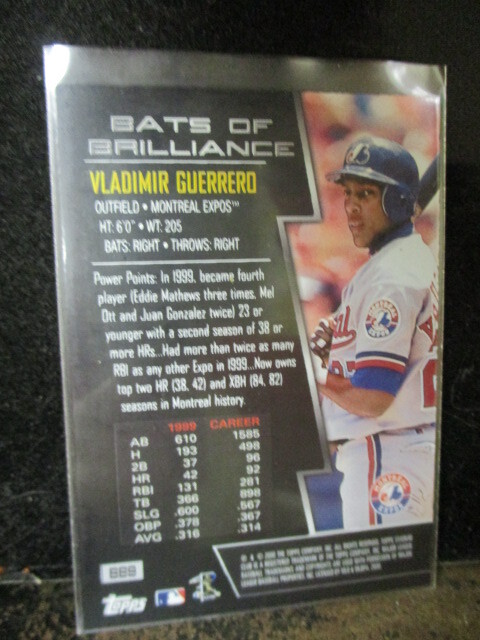 BATS OF
BRILLIANCE
VLADIMIR GUERRERO
OUTFIELD • MONTREAL EXPOS™
HT: 6'0" • WT: 205
BATS: RIGHT • THROWS: RIGHT
Power Points: In 1999, became fourth
player (Eddie Mathews three times, Mel
Ott and Juan Gonzalez twice) 23 or
younger with a second season of 38 or
more HRs...Had more than twice as many
RBI as any other Expo in 1999...Now owns
top two HR (38, 42) and XBH (84, 82)
seasons in Montreal history.
1999 CAREER
AB 610 1585
H 193 498
2B 37 96
HR 42 92
RBI 131 281
TB 366 898
SLG .600 .567
OBP .378 .367
AVG .316 .314
BB9
TOPPS